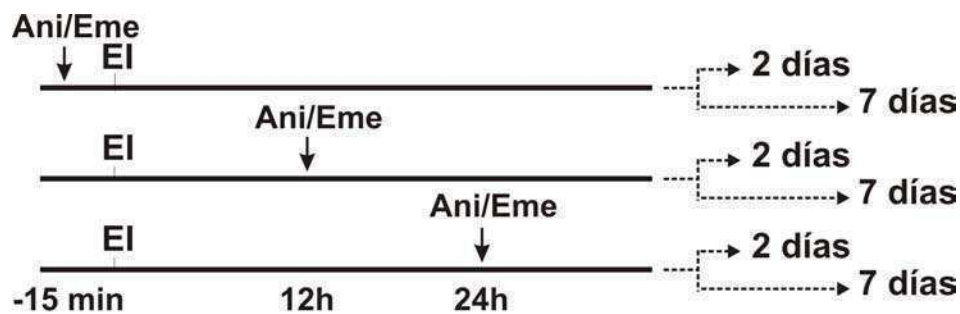 Ani/Eme
EI
2 días
7 días
Ani/Eme
EI
2 días
7 días
Ani/Eme
EI
2 días
7 días
-15 min 12h 24h